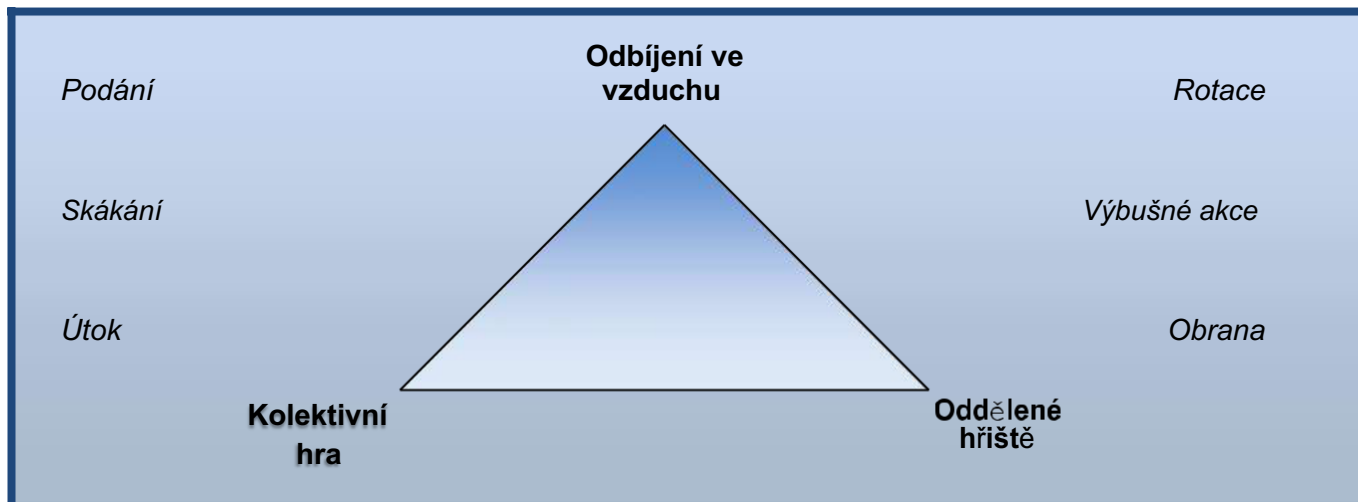 Odbíjení ve
vzduchu
Podání
Rotace
Skákání
Výbušné akce
Útok
Obrana
Kolektivní
hra
Oddělené
hřiště